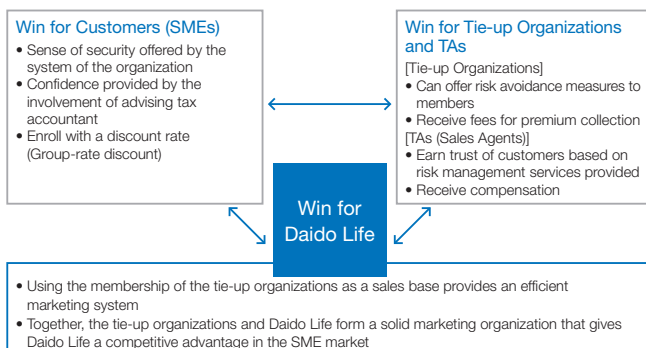 Win for Customers (SMEs)
• Sense of security offered by the
system of the organization
• Confidence provided by the
involvement of advising tax
accountant
• Enroll with a discount rate
(Group-rate discount)
Win for Tie-up Organizations
and TAs
[Tie-up Organizations]
• Can offer risk avoidance measures to
members
• Receive fees for premium collection
[TAs (Sales Agents)]
• Earn trust of customers based on
risk management services provided
• Receive compensation
Win for
Daido Life
• Using the membership of the tie-up organizations as a sales base provides an efficient
marketing system
• Together, the tie-up organizations and Daido Life form a solid marketing organization that gives
Daido Life a competitive advantage in the SME market